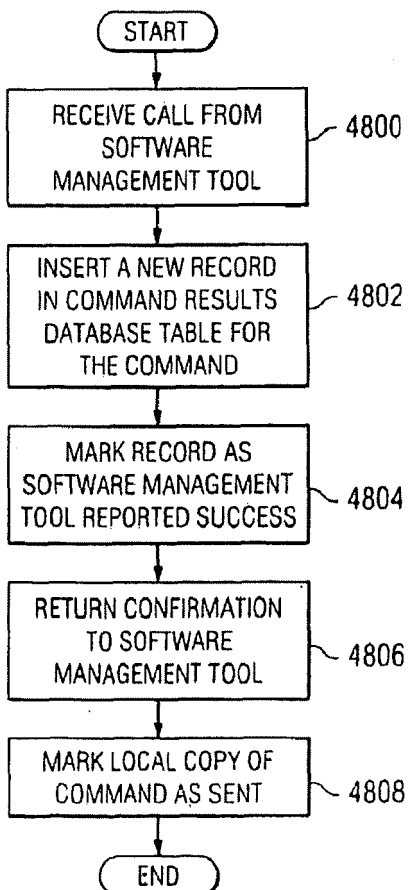 START
RECEIVE CALL FROM
SOFTWARE
MANAGEMENT TOOL
4800
INSERT A NEW RECORD
IN COMMAND RESULTS
DATABASE TABLE FOR
THE COMMAND
4802
MARK RECORD AS
SOFTWARE MANAGEMENT
TOOL REPORTED SUCCESS
4804
RETURN CONFIRMATION
TO SOFTWARE
MANAGEMENT TOOL
4806
MARK LOCAL COPY OF
COMMAND AS SENT
4808
END